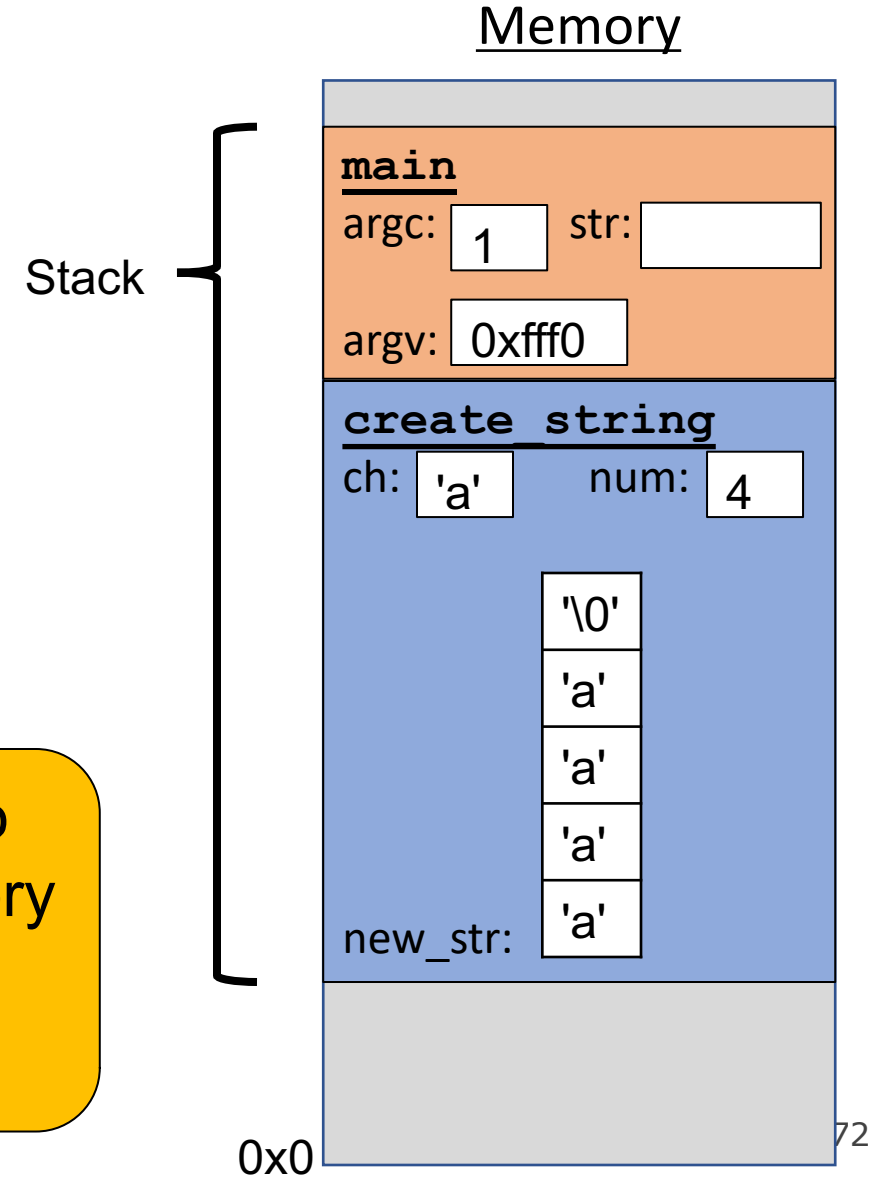 Memory
main
argc: 1 str:
Stack
argv: 0xfff0
create_string
ch: 'a' num: 4
'\0'
'a'
'a'
'a'
new_str: 'a'
0x0
72